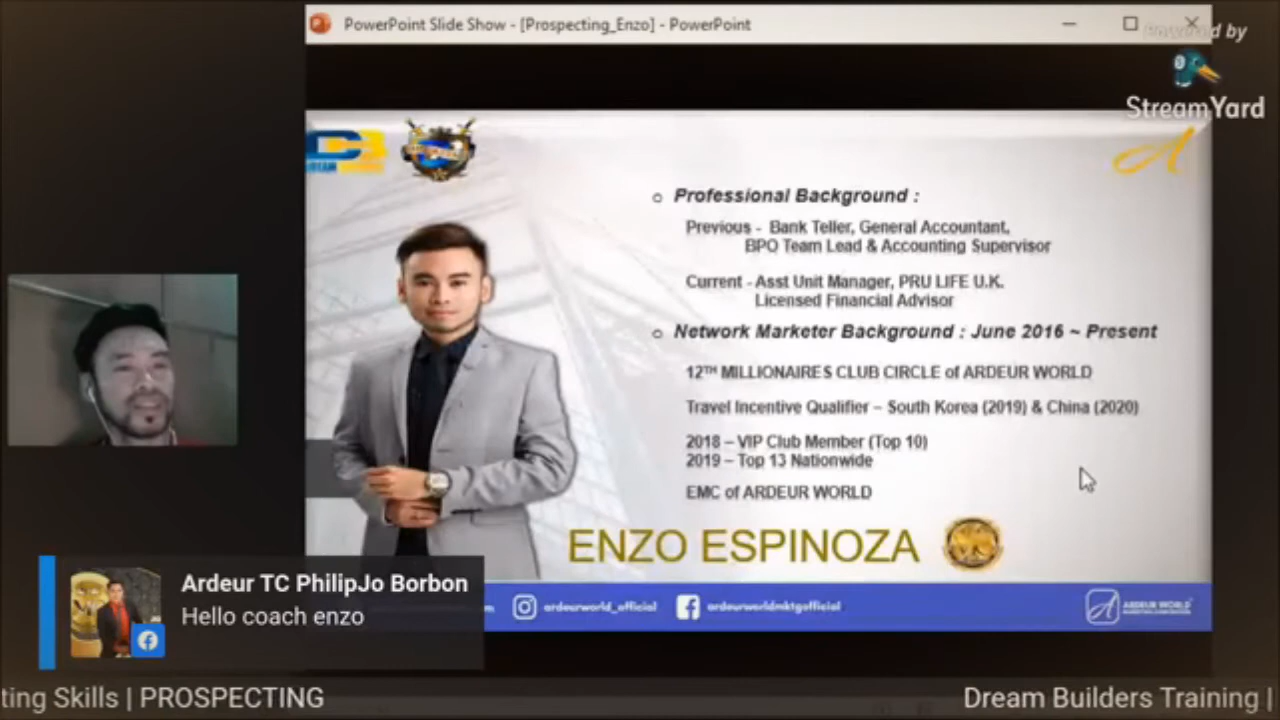 PowerPoint Slide Show - [Prospecting_Enzo] - PowerPoint
Powered by
StreamYard
Professional Background :
Previous - Bank Teller, General Accountant,
BPO Team Lead & Accounting Supervisor
Current - Asst Unit Manager, PRU LIFE U.K.
Licensed Financial Advisor
Network Marketer Background : June 2016 ~ Present
12TH MILLIONAIRES CLUB CIRCLE of ARDEUR WORLD
Travel Incentive Qualifier – South Korea (2019) & China (2020)
2018 – VIP Club Member (Top 10)
2019 – Top 13 Nationwide
EMC of ARDEUR WORLD
ENZO ESPINOZA
Ardeur TC PhilipJo Borbon
Hello coach enzo
ardeurworld_official
ardeurworldmktgofficial
ARDEUR WORLD
ting Skills | PROSPECTING
Dream Builders Training |